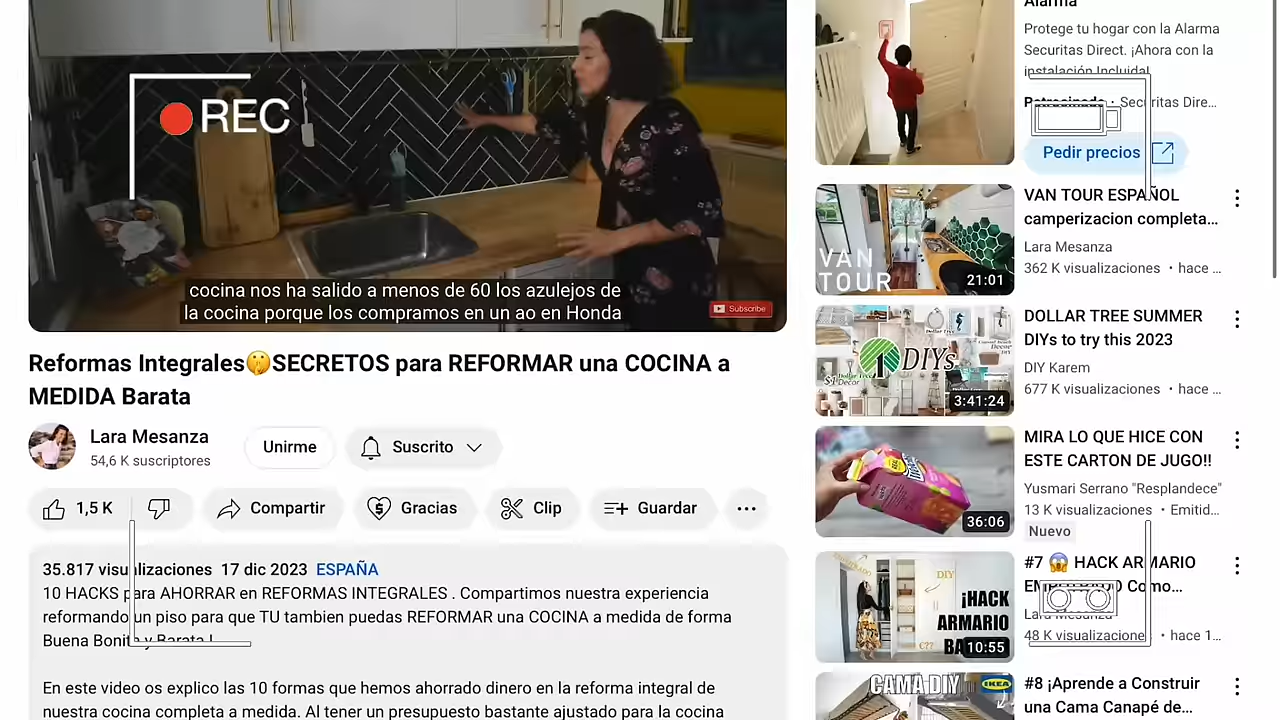 REC
cocina nos ha salido a menos de 60 los azulejos de
la cocina porque los compramos en un ao en Honda
Subscribe
Reformas Integrales🤫SECRETOS para REFORMAR una COCINA a
MEDIDA Barata
Lara Mesanza
54,6 K suscriptores
Unirme
Suscrito
1,5 K
Compartir
Gracias
Clip
Guardar
35.817 visualizaciones 17 dic 2023 ESPAÑA
10 HACKS para AHORRAR en REFORMAS INTEGRALES . Compartimos nuestra experiencia
reformando un piso para que TU tambien puedas REFORMAR una COCINA a medida de forma
Buena Bonita y Barata !
En este video os explico las 10 formas que hemos ahorrado dinero en la reforma integral de
nuestra cocina completa a medida. Al tener un presupuesto bastante ajustado para la cocina
Alarma
Protege tu hogar con la Alarma
Securitas Direct. ¡Ahora con la
instalación Incluida!
Patrocinado · Securitas Dire...
Pedir precios
VAN
TOUR
21:01
VAN TOUR ESPAÑOL
camperizacion completa...
Lara Mesanza
362 K visualizaciones • hace ...
DIYs
$1 Decor
3:41:24
DOLLAR TREE SUMMER
DIYs to try this 2023
DIY Karem
677 K visualizaciones • hace ...
36:06
MIRA LO QUE HICE CON
ESTE CARTON DE JUGO!!
Yusmari Serrano "Resplandece"
13 K visualizaciones • Emitid...
Nuevo
DIY
¡HACK
ARMARIO
10:55
#7 😱 HACK ARMARIO
Como...
Lara Mesanza
48 K visualizacione • hace 1...
CAMA DIY
IKEA
#8 ¡Aprende a Construir
una Cama Canapé de...